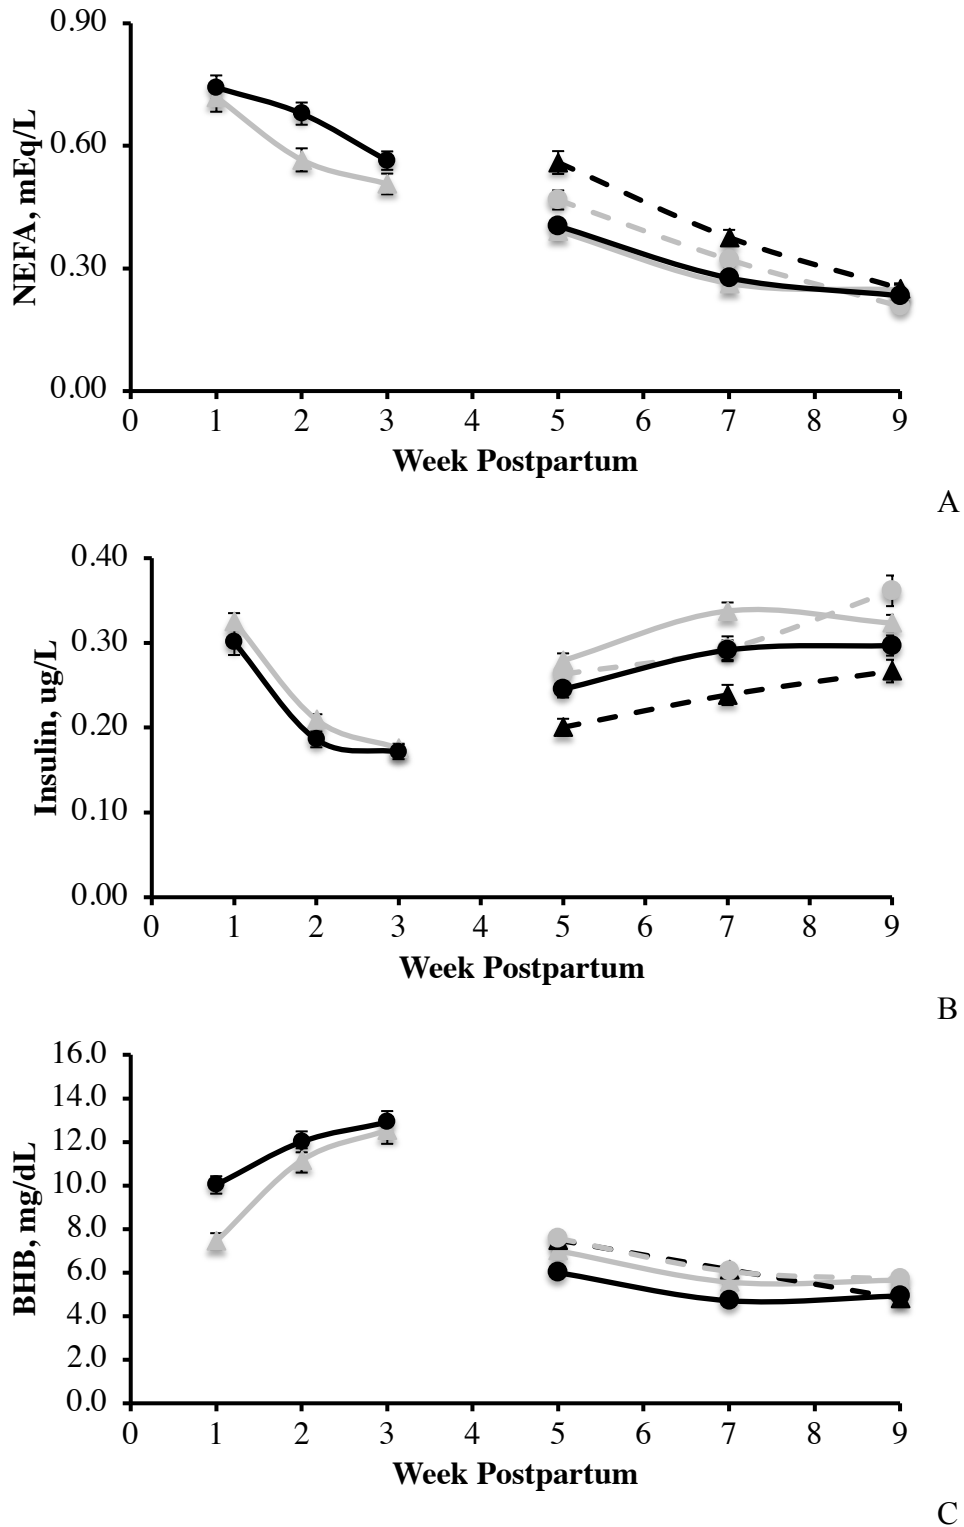 0.90
0.60
0.30
0.00
NEFA, mEq/L
0 1 2 3 4 5 6 7 8 9
Week Postpartum
A
0.40
0.30
0.20
0.10
0.00
Insulin, ug/L
0 1 2 3 4 5 6 7 8 9
Week Postpartum
B
16.0
14.0
12.0
10.0
8.0
6.0
4.0
2.0
0.0
BHB, mg/dL
0 1 2 3 4 5 6 7 8 9
Week Postpartum
C